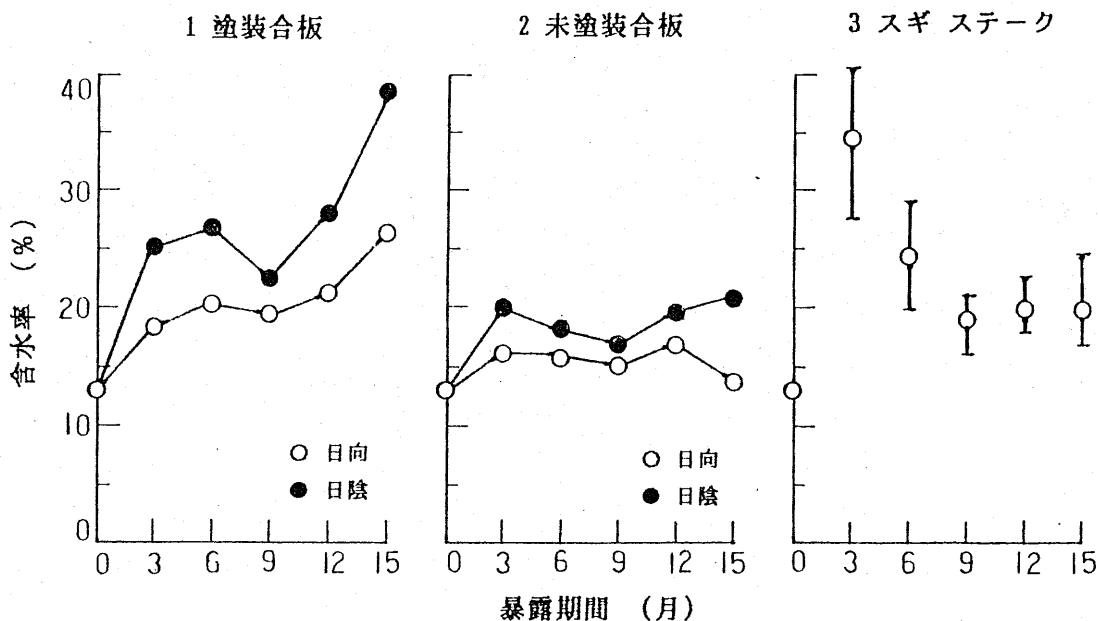 1 塗装合板
2 未塗装合板
3 スギ ステーク
含水率 (%)
40
30
20
10
0
○ 日向
● 日陰
○ 日向
● 日陰
0 3 6 9 12 15
0 3 6 9 12 15
0 3 6 9 12 15
暴露期間 (月)